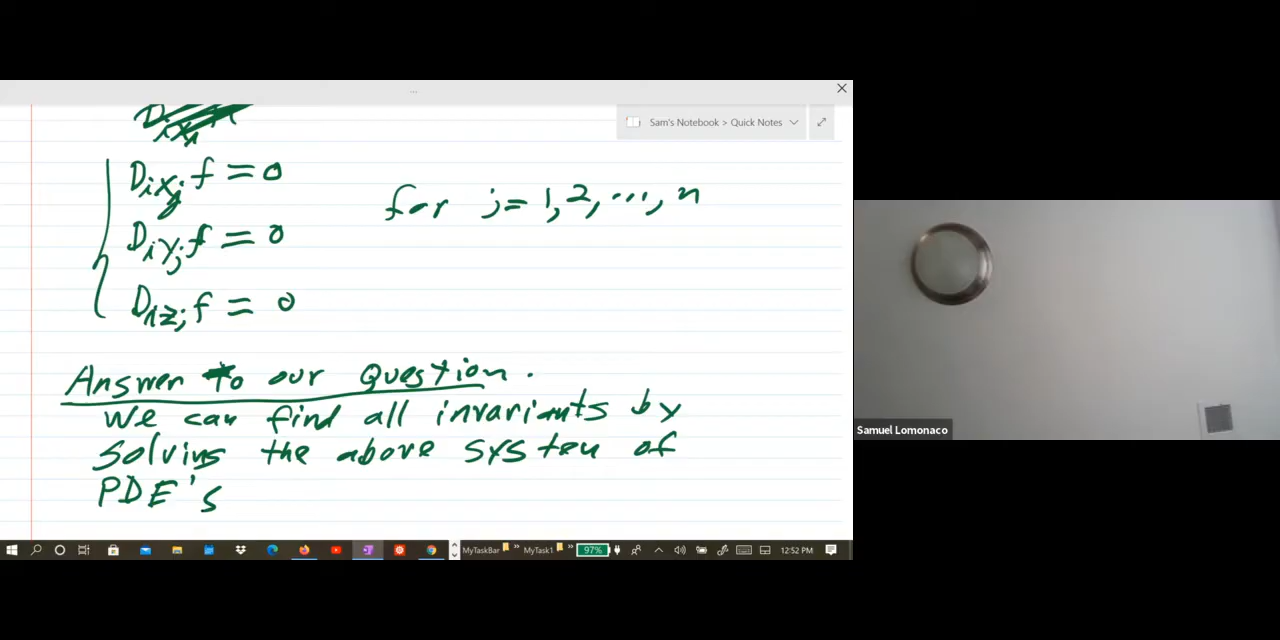 ...
Sam's Notebook > Quick Notes
D_{ix_j} f = 0
for j = 1, 2, ..., n
D_{iy_j} f = 0
D_{iz_j} f = 0
Answer to our Question.
We can find all invariants by
solving the above system of
PDE's
Samuel Lomonaco
MyTaskBar
MyTask1
97%
12:52 PM